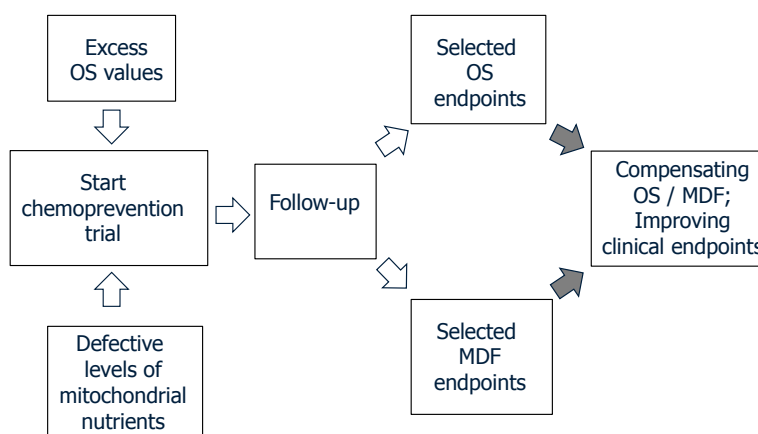 Excess
OS values
Start
chemoprevention
trial
Defective
levels of
mitochondrial
nutrients
Follow-up
Selected
OS
endpoints
Selected
MDF
endpoints
Compensating
OS / MDF;
Improving
clinical endpoints